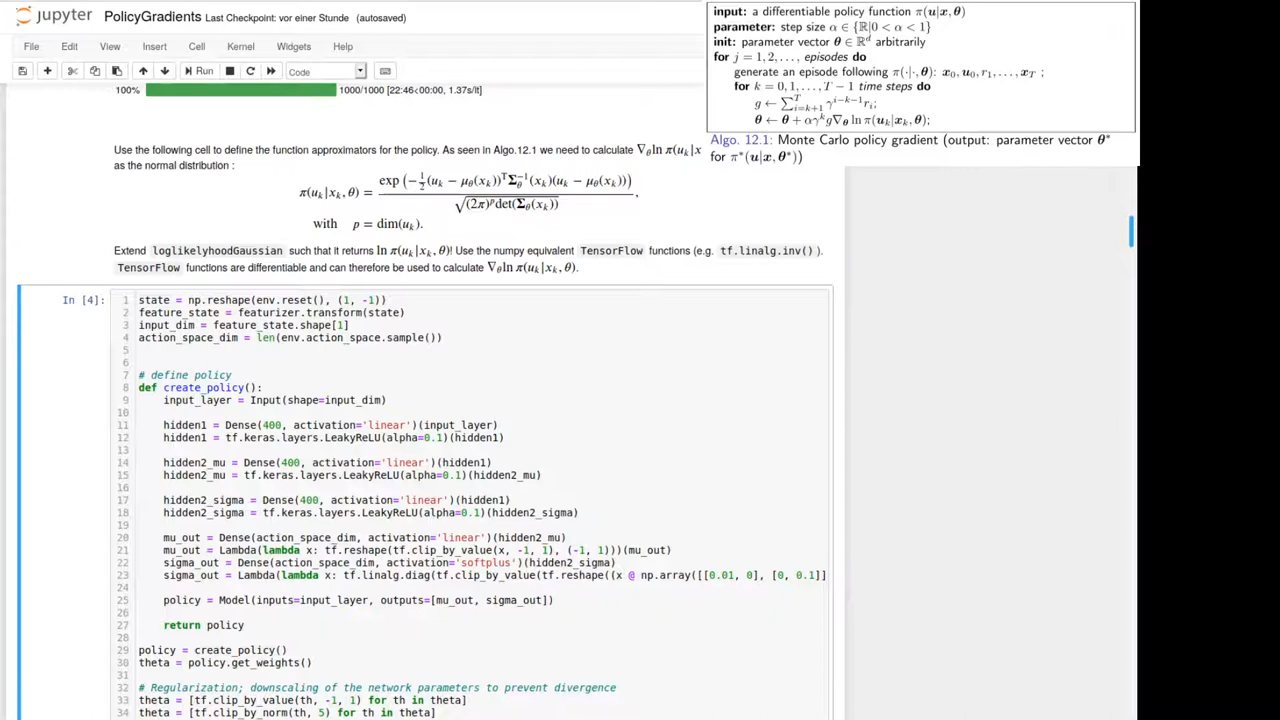 jupyter PolicyGradients Last Checkpoint: vor einer Stunde (autosaved)
File Edit View Insert Cell Kernel Widgets Help
Run Code
100% 1000/1000 [22:46<00:00, 1.37s/it]
input: a differentiable policy function π(u|x, θ)
parameter: step size α ∈ {ℝ|0 < α < 1}
init: parameter vector θ ∈ ℝ^d arbitrarily
for j = 1, 2, . . . , episodes do
generate an episode following π(·|·, θ): x_0, u_0, r_1, . . . , x_T ;
for k = 0, 1, . . . , T − 1 time steps do
g ← ∑_{i=k+1}^{T} γ^{i−k−1} r_i;
θ ← θ + αγ^k g∇_θ ln π(u_k|x_k, θ);
Algo. 12.1: Monte Carlo policy gradient (output: parameter vector θ*
for π*(u|x, θ*))
Use the following cell to define the function approximators for the policy. As seen in Algo.12.1 we need to calculate ∇_θ ln π(u_k|x
as the normal distribution :
π(u_k|x_k, θ) = exp (−1/2 (u_k − μ_θ(x_k))^T Σ_θ^{−1}(x_k)(u_k − μ_θ(x_k))) / √((2π)^p det(Σ_θ(x_k))) ,
with p = dim(u_k).
Extend loglikelyhoodGaussian such that it returns ln π(u_k|x_k, θ)! Use the numpy equivalent TensorFlow functions (e.g. tf.linalg.inv() ).
TensorFlow functions are differentiable and can therefore be used to calculate ∇_θ ln π(u_k|x_k, θ).
In [4]:
1 state = np.reshape(env.reset(), (1, -1))
2 feature_state = featurizer.transform(state)
3 input_dim = feature_state.shape[1]
4 action_space_dim = len(env.action_space.sample())
5
6
7 # define policy
8 def create_policy():
9 input_layer = Input(shape=input_dim)
10
11 hidden1 = Dense(400, activation='linear')(input_layer)
12 hidden1 = tf.keras.layers.LeakyReLU(alpha=0.1)(hidden1)
13
14 hidden2_mu = Dense(400, activation='linear')(hidden1)
15 hidden2_mu = tf.keras.layers.LeakyReLU(alpha=0.1)(hidden2_mu)
16
17 hidden2_sigma = Dense(400, activation='linear')(hidden1)
18 hidden2_sigma = tf.keras.layers.LeakyReLU(alpha=0.1)(hidden2_sigma)
19
20 mu_out = Dense(action_space_dim, activation='linear')(hidden2_mu)
21 mu_out = Lambda(lambda x: tf.reshape(tf.clip_by_value(x, -1, 1), (-1, 1)))(mu_out)
22 sigma_out = Dense(action_space_dim, activation='softplus')(hidden2_sigma)
23 sigma_out = Lambda(lambda x: tf.linalg.diag(tf.clip_by_value(tf.reshape((x @ np.array([[0.01, 0], [0, 0.1]]
24
25 policy = Model(inputs=input_layer, outputs=[mu_out, sigma_out])
26
27 return policy
28
29 policy = create_policy()
30 theta = policy.get_weights()
31
32 # Regularization; downscaling of the network parameters to prevent divergence
33 theta = [tf.clip_by_value(th, -1, 1) for th in theta]
34 theta = [tf.clip_by_norm(th, 5) for th in theta]